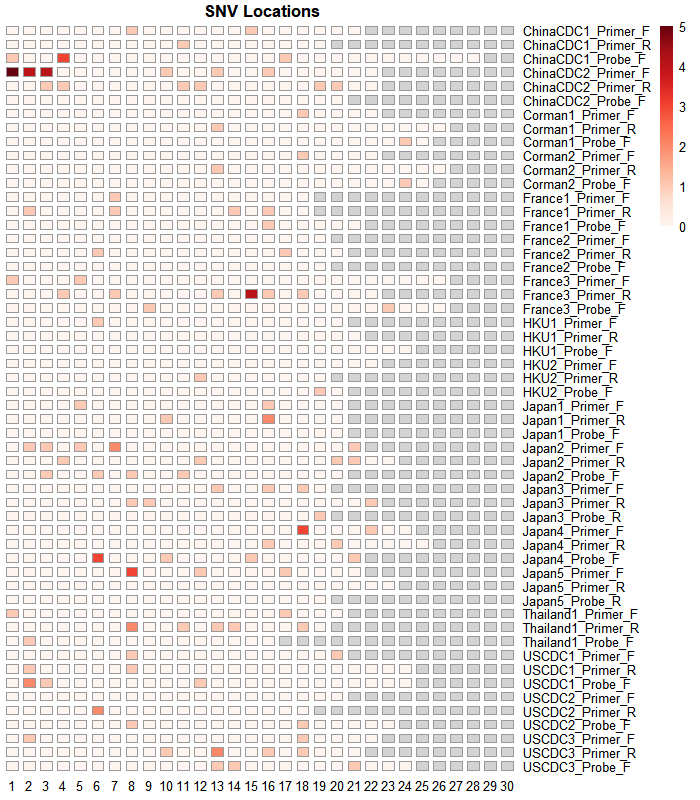 SNV Locations
ChinaCDC1_Primer_F
ChinaCDC1_Primer_R
ChinaCDC1_Probe_F
ChinaCDC2_Primer_F
ChinaCDC2_Primer_R
ChinaCDC2_Probe_F
Corman1_Primer_F
Corman1_Primer_R
Corman1_Probe_F
Corman2_Primer_F
Corman2_Primer_R
Corman2_Probe_F
France1_Primer_F
France1_Primer_R
France1_Probe_F
France2_Primer_F
France2_Primer_R
France2_Probe_F
France3_Primer_F
France3_Primer_R
France3_Probe_F
HKU1_Primer_F
HKU1_Primer_R
HKU1_Probe_F
HKU2_Primer_F
HKU2_Primer_R
HKU2_Probe_F
Japan1_Primer_F
Japan1_Primer_R
Japan1_Probe_F
Japan2_Primer_F
Japan2_Primer_R
Japan2_Probe_F
Japan3_Primer_F
Japan3_Primer_R
Japan3_Probe_R
Japan4_Primer_F
Japan4_Primer_R
Japan4_Probe_F
Japan5_Primer_F
Japan5_Primer_R
Japan5_Probe_R
Thailand1_Primer_F
Thailand1_Primer_R
Thailand1_Probe_F
USCDC1_Primer_F
USCDC1_Primer_R
USCDC1_Probe_F
USCDC2_Primer_F
USCDC2_Primer_R
USCDC2_Probe_F
USCDC3_Primer_F
USCDC3_Primer_R
USCDC3_Probe_F
1 2 3 4 5 6 7 8 9 10 11 12 13 14 15 16 17 18 19 20 21 22 23 24 25 26 27 28 29 30
5
4
3
2
1
0